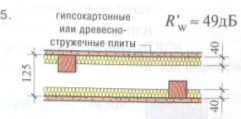 5.
гипсокартонные
или древесно-
стружечные плиты
R'w ≈ 49дБ
40
125
40